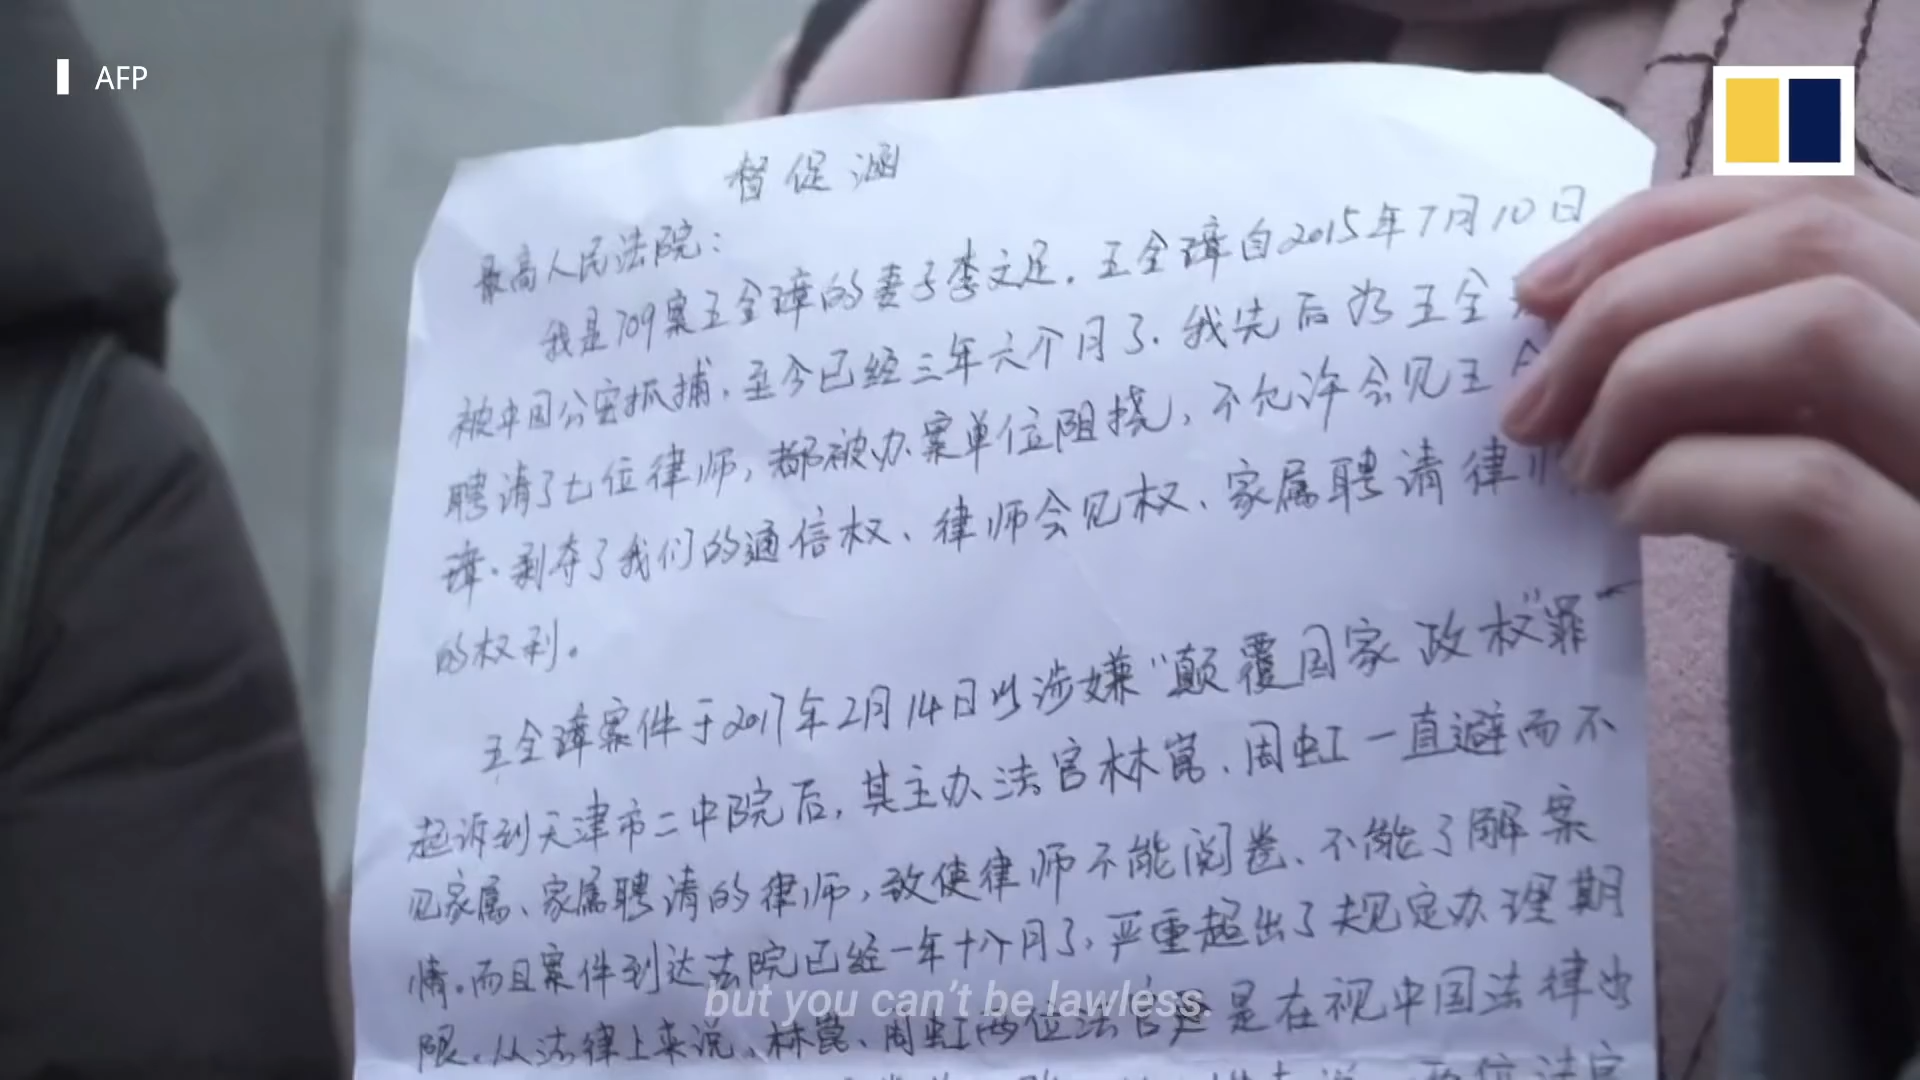 AFP
督促涵
最高人民法院：
我是709案王全璋的妻子李文足．王全璋自2015年7月10日
被中国公安抓捕．至今已经三年六个月了．我先后为王全
聘请了七位律师，都被办案单位阻挠，不允许会见王全
璋．剥夺了我们的通信权、律师会见权、家属聘请律师
的权利。
王全璋案件于2017年2月14日以涉嫌“颠覆国家政权”罪
起诉到天津市二中院后，其主办法官林崑、周虹一直避而不
见家属、家属聘请的律师，致使律师不能阅卷、不能了解案
情。而且案件到达法院已经一年十个月了，严重超出了规定办理期
限。从法律上来说、林崑、周虹两位法官是在视中国法律
but you can't be lawless.
两位法官